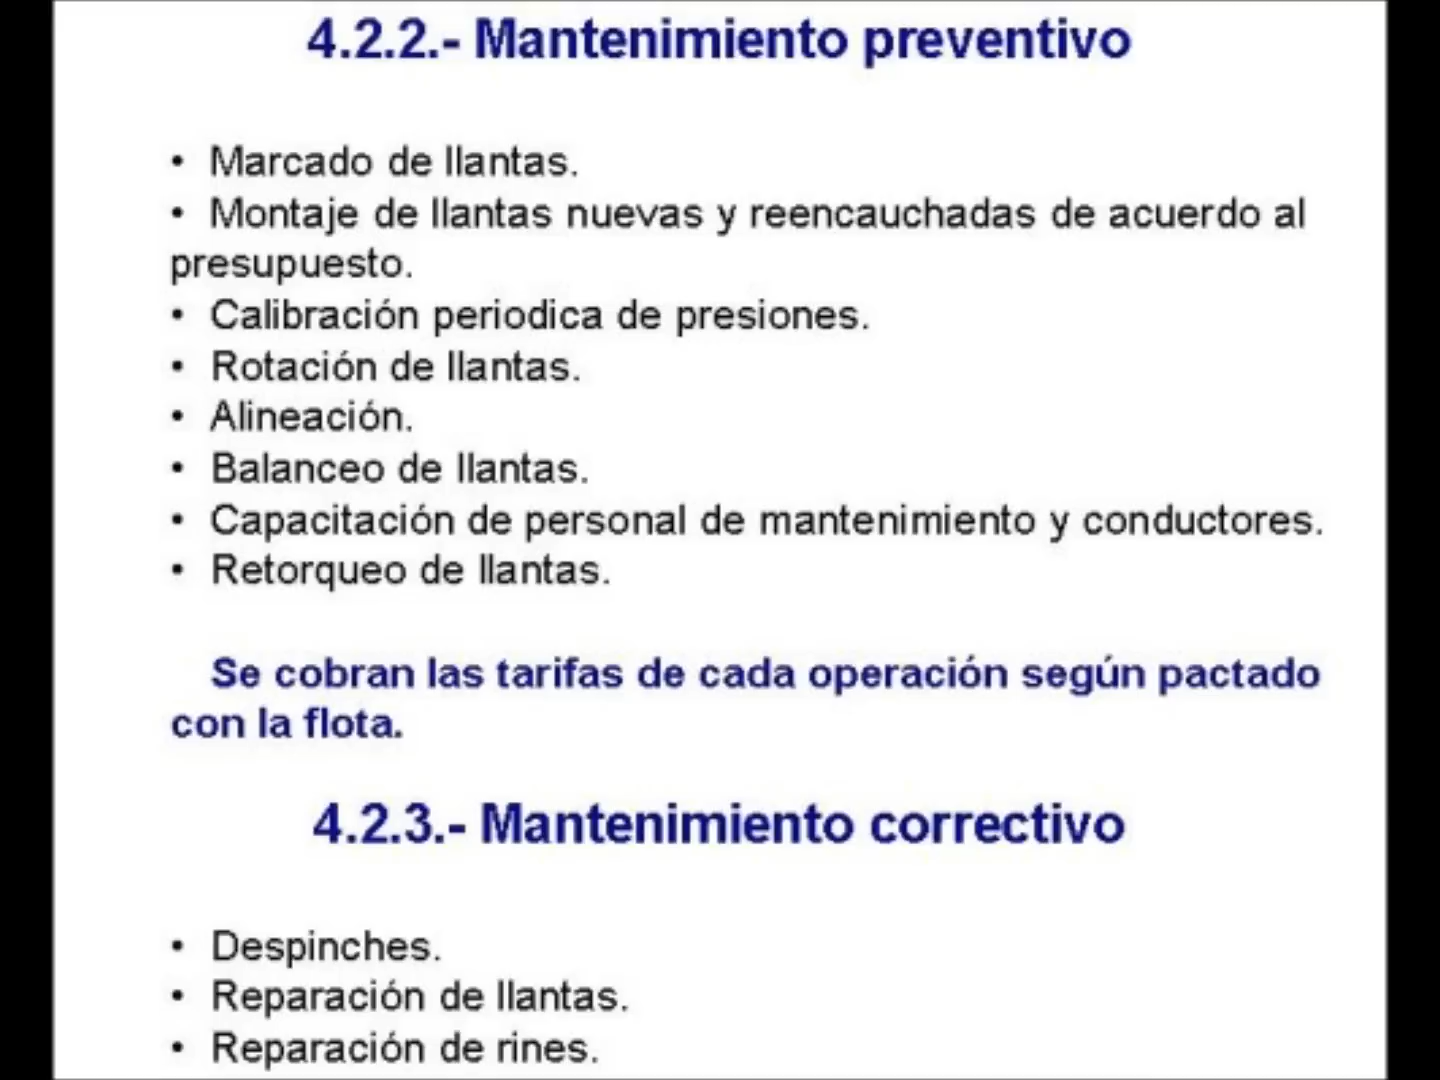 4.2.2.- Mantenimiento preventivo
• Marcado de llantas.
• Montaje de llantas nuevas y reencauchadas de acuerdo al
presupuesto.
• Calibración periodica de presiones.
• Rotación de llantas.
• Alineación.
• Balanceo de llantas.
• Capacitación de personal de mantenimiento y conductores.
• Retorqueo de llantas.
Se cobran las tarifas de cada operación según pactado
con la flota.
4.2.3.- Mantenimiento correctivo
• Despinches.
• Reparación de llantas.
• Reparación de rines.